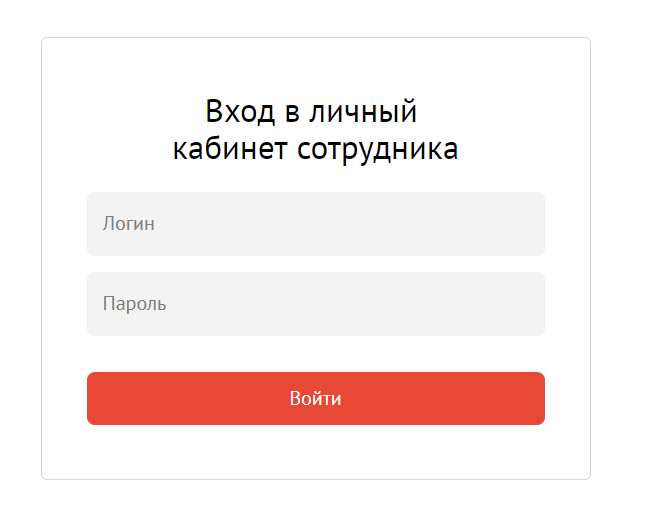 Вход в личный
кабинет сотрудника
Логин
Пароль
Войти